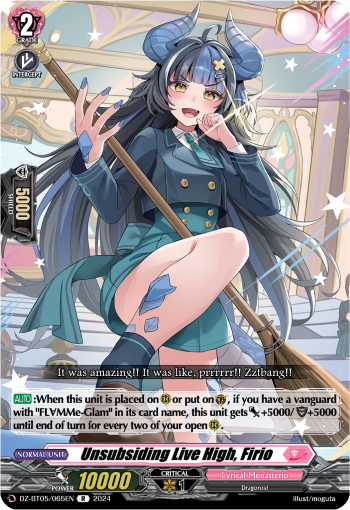 2
GRADE
INTERCEPT
5000
SHIELD
It was amazing!! It was like, prrrrrr!! Zzlbang!!
AUTO :When this unit is placed on or put on , if you have a vanguard
with "FLVMMe-Glam" in its card name, this unit gets +5000/ +5000
until end of turn for every two of your open .
NORMAL UNIT
Unsubsiding Live High, Firio
Lyrical Monasterio
Dragroid
POWER 10000
CRITICAL
1
DZ-BT05/065EN R 2024
illust/moguta